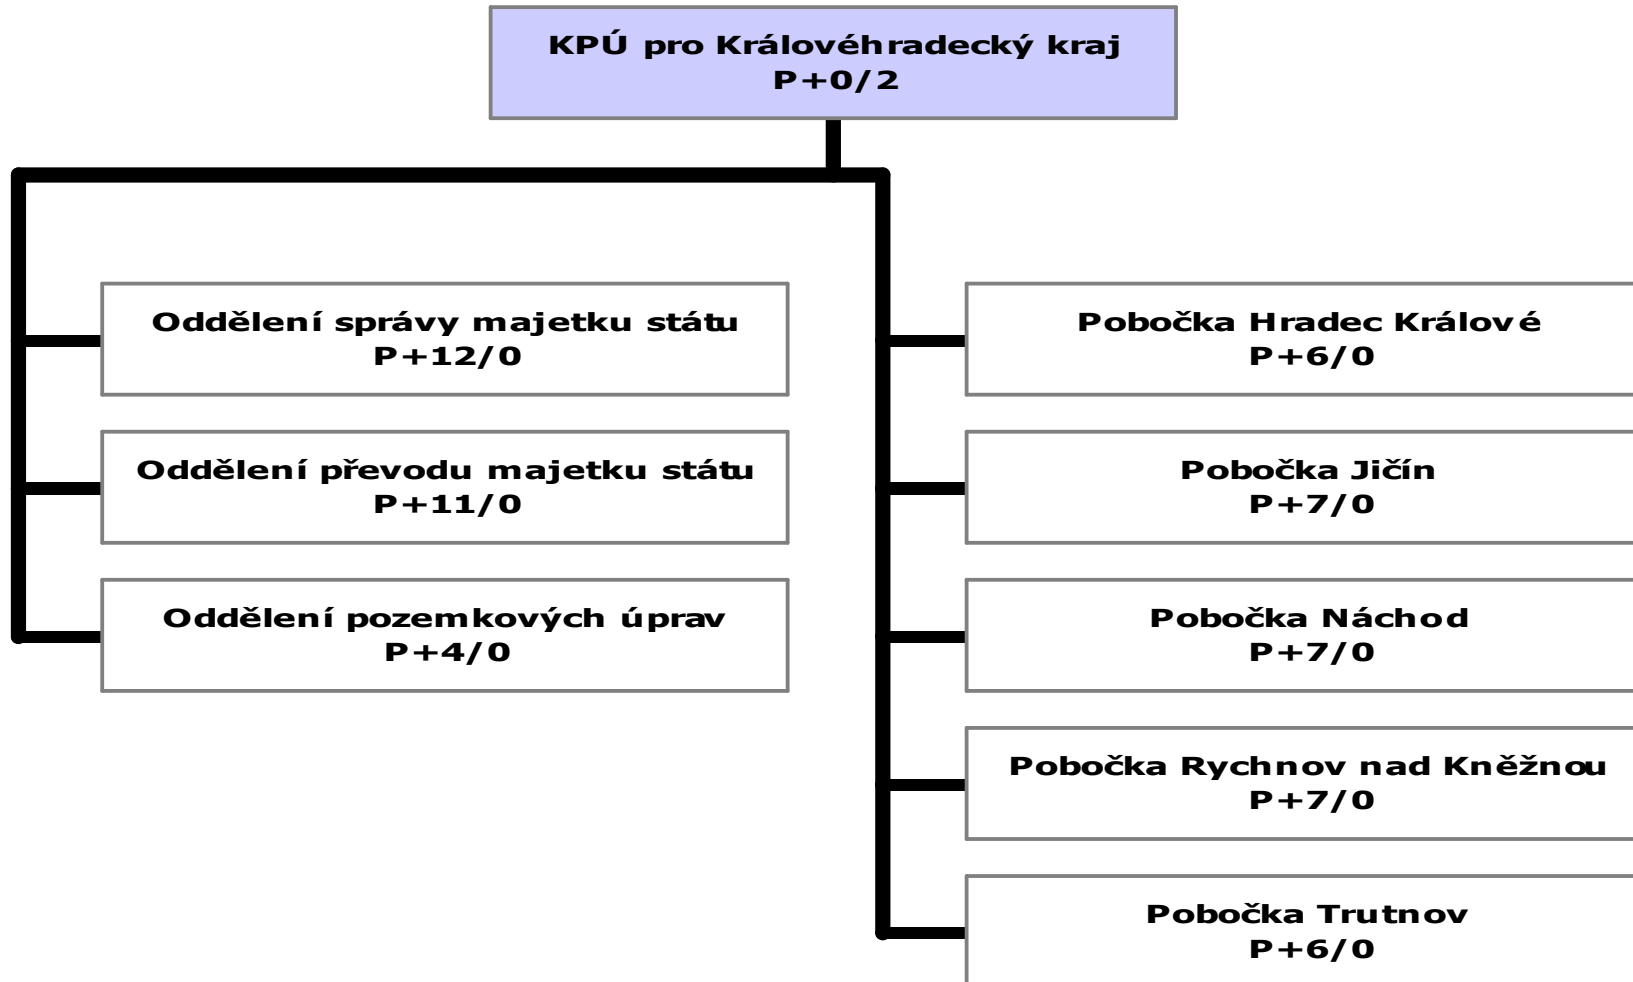 KPÚ pro Královéhradecký kraj
P+0/2
Oddělení správy majetku státu
P+12/0
Oddělení převodu majetku státu
P+11/0
Oddělení pozemkových úprav
P+4/0
Pobočka Hradec Králové
P+6/0
Pobočka Jičín
P+7/0
Pobočka Náchod
P+7/0
Pobočka Rychnov nad Kněžnou
P+7/0
Pobočka Trutnov
P+6/0